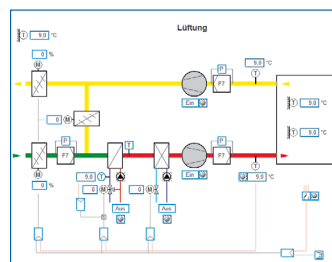 Lüftung
T 9.0 °C
M
0 %
P
9.0 °C
T
Ein
F7
0 M
P
F7
T
P
F7
Ein
9.0 °C
9.0 °C
M
0 %
9.0 T
0 M
Aus
0 M
Aus
T
9.0 °C